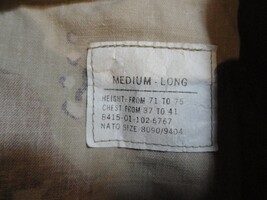 MEDIUM - LONG
HEIGHT: FROM 71 TO 75
CHEST: FROM 37 TO 41
8415-01-102-6767
NATO SIZE: 8090/9404